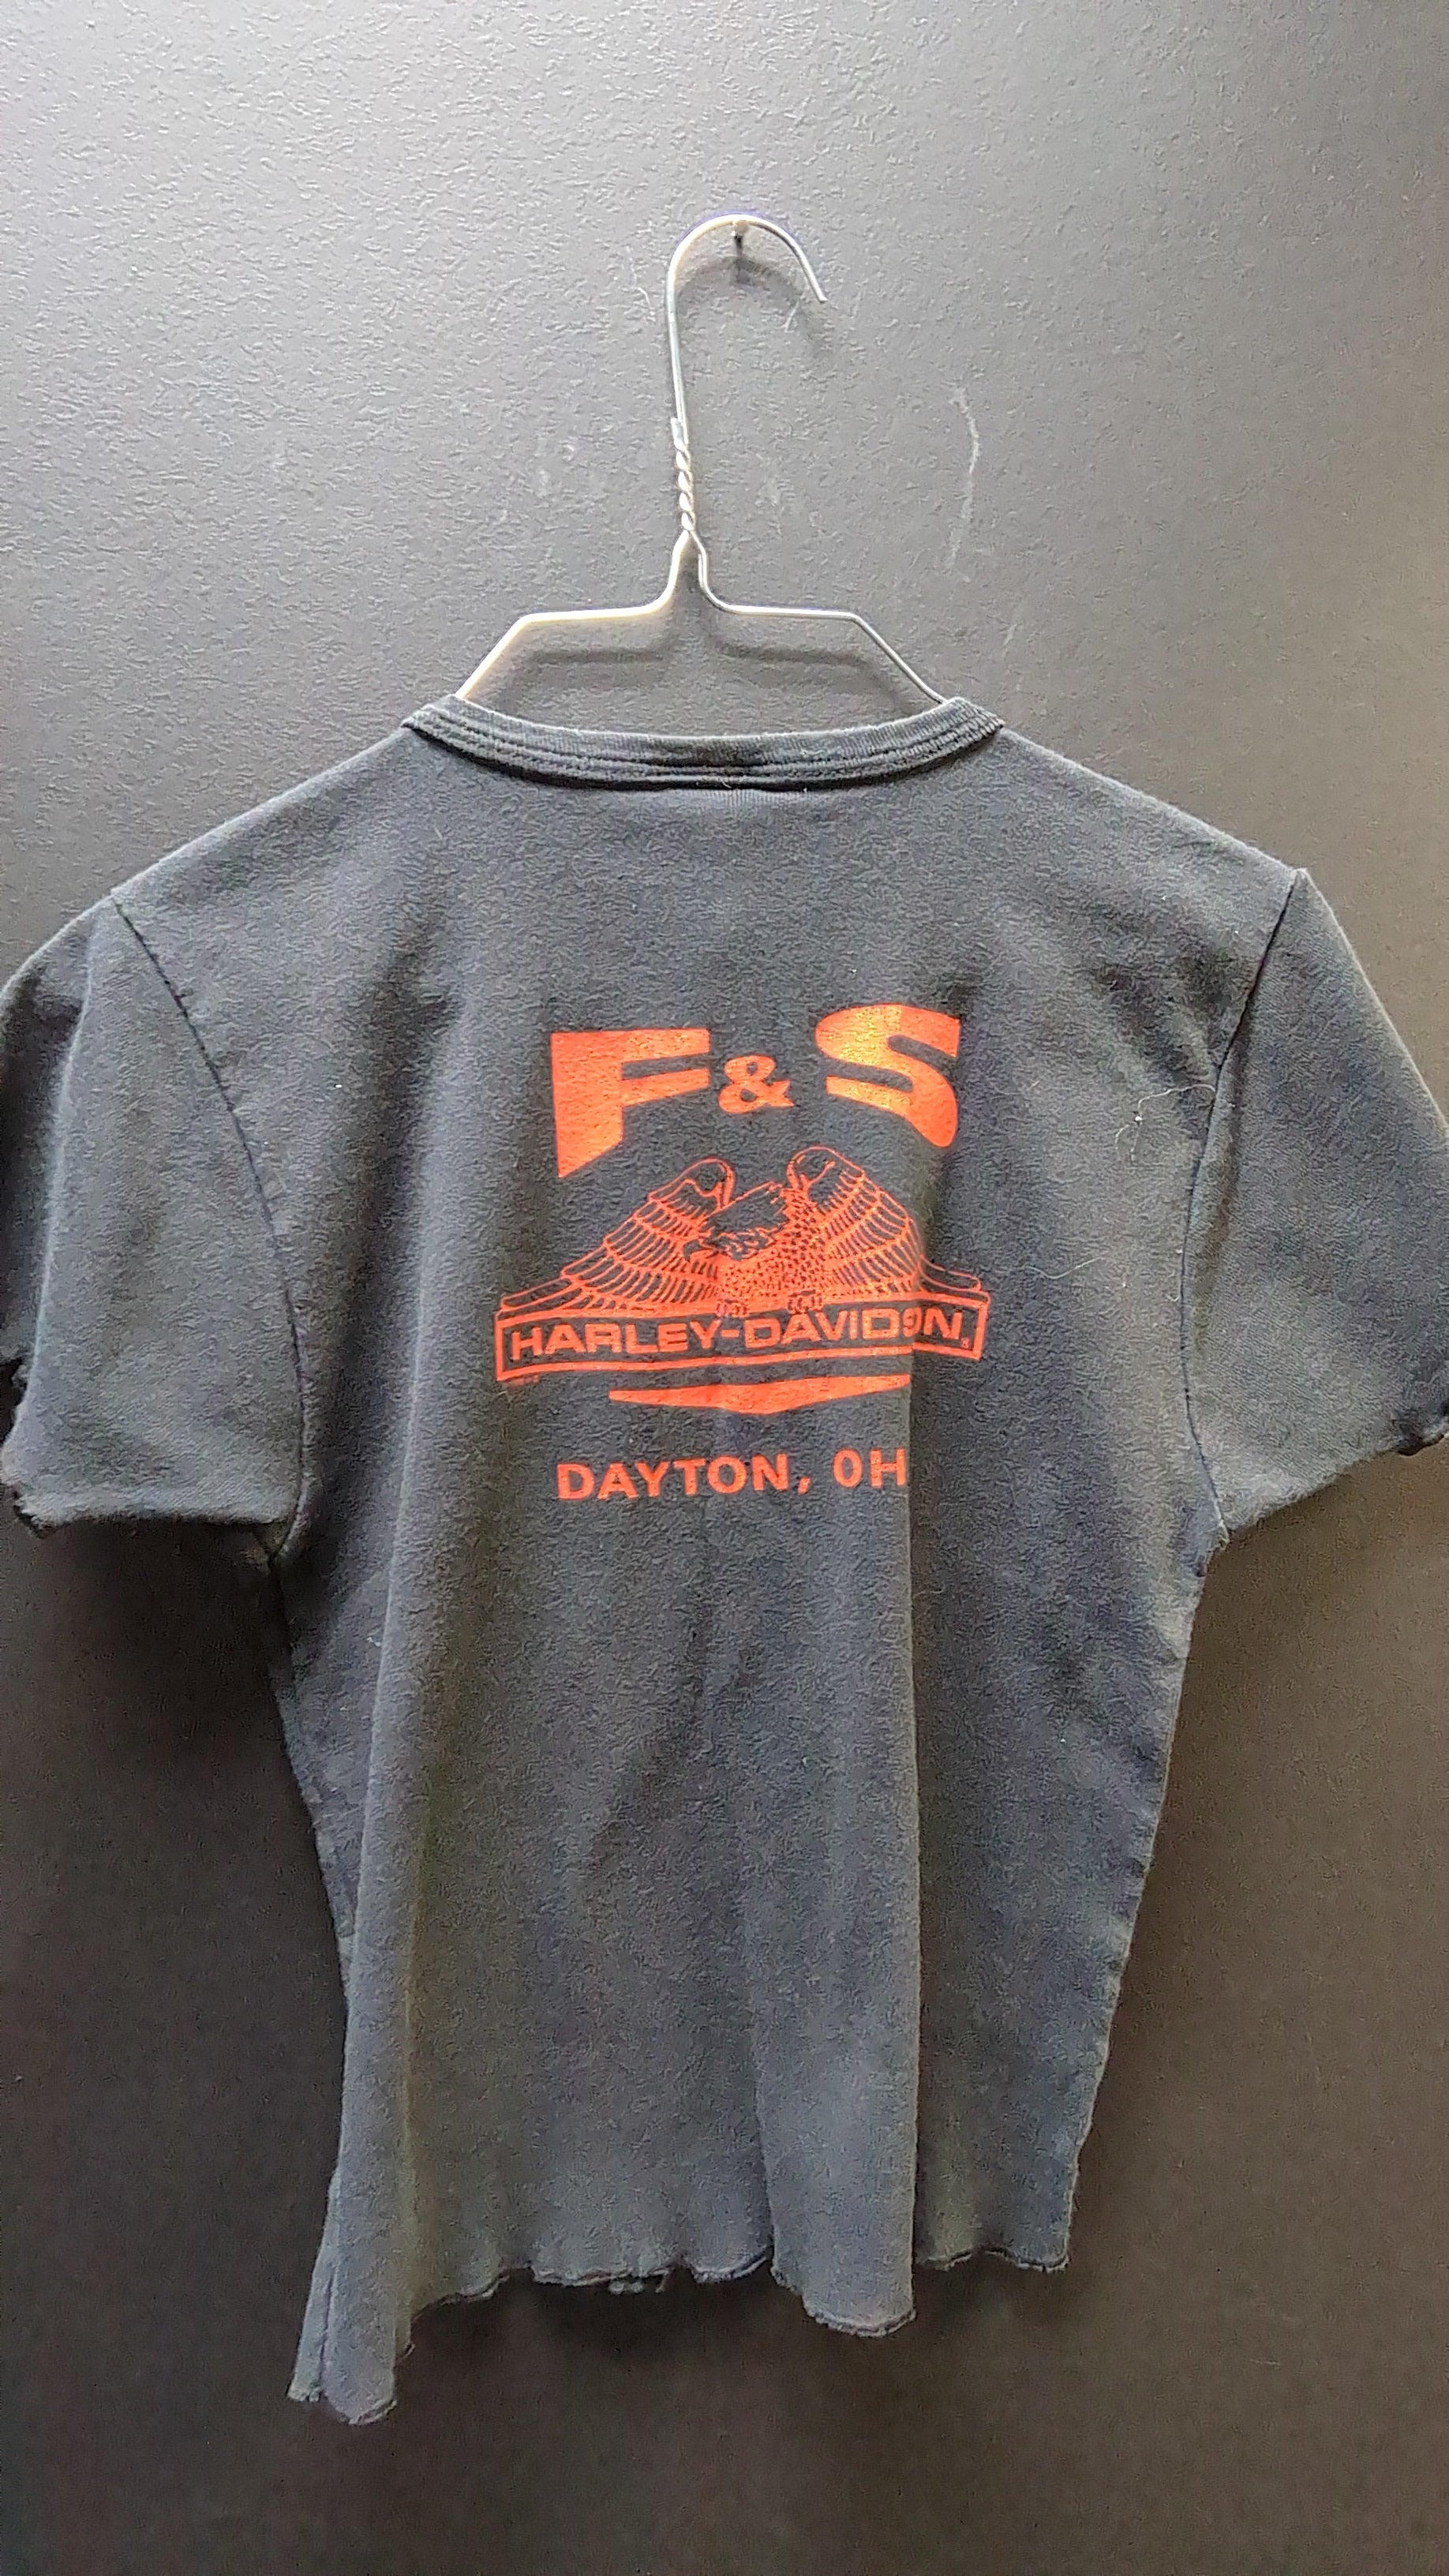 F & S
HARLEY-DAVIDSON
DAYTON, OH